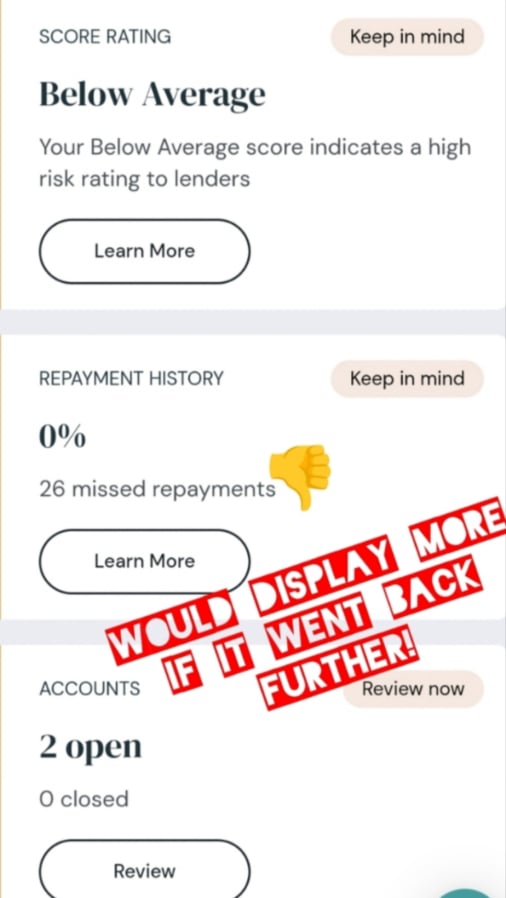 SCORE RATING
Keep in mind
Below Average
Your Below Average score indicates a high
risk rating to lenders
Learn More
REPAYMENT HISTORY
Keep in mind
0%
26 missed repayments
Learn More
WOULD DISPLAY MORE
IF IT WENT BACK
FURTHER!
ACCOUNTS
Review now
2 open
0 closed
Review